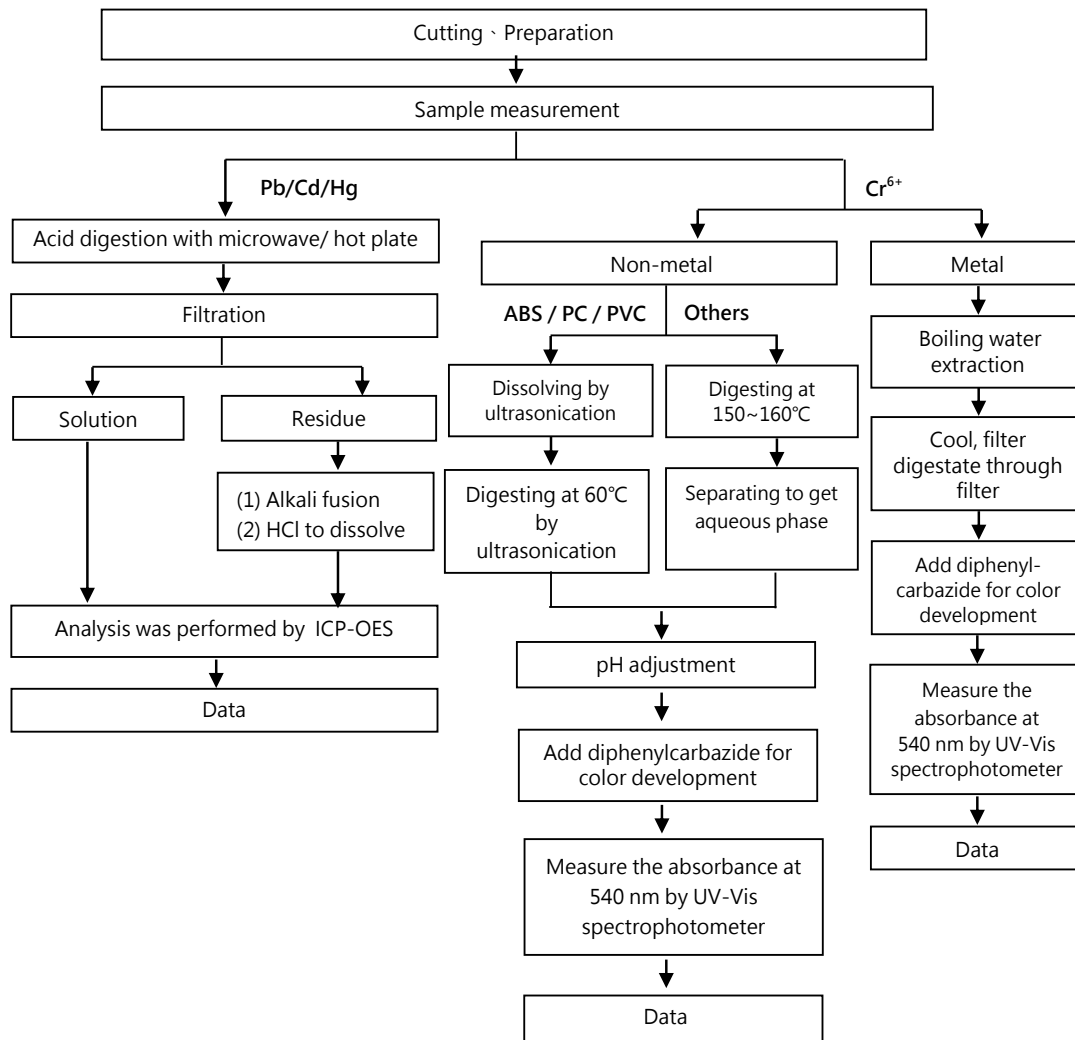 Cutting、Preparation
Sample measurement
Pb/Cd/Hg
Cr⁶⁺
Acid digestion with microwave/ hot plate
Filtration
Solution
Residue
(1) Alkali fusion
(2) HCl to dissolve
Analysis was performed by ICP-OES
Data
Non-metal
ABS / PC / PVC
Others
Dissolving by
ultrasonication
Digesting at
150~160℃
Digesting at 60℃
by
ultrasonication
Separating to get
aqueous phase
pH adjustment
Add diphenylcarbazide for
color development
Measure the absorbance at
540 nm by UV-Vis
spectrophotometer
Data
Metal
Boiling water
extraction
Cool, filter
digestate through
filter
Add diphenyl-
carbazide for color
development
Measure the
absorbance at
540 nm by UV-Vis
spectrophotometer
Data